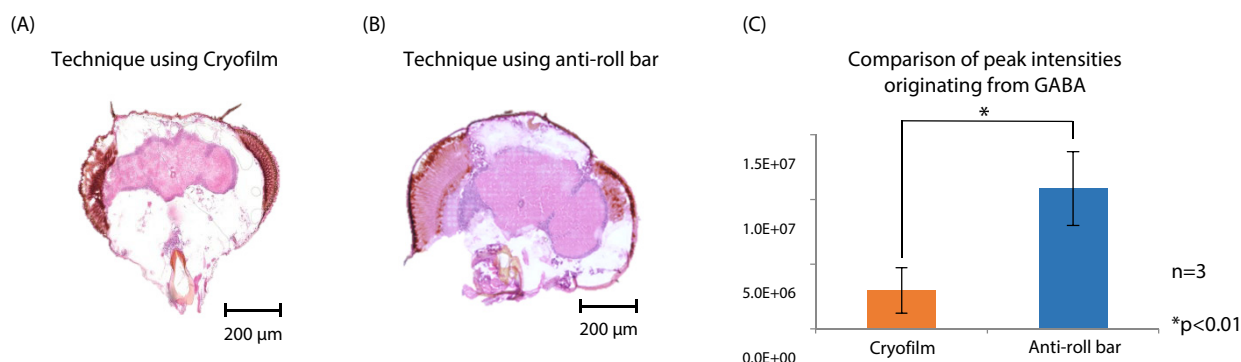 (A)
Technique using Cryofilm
200 μm
(B)
Technique using anti-roll bar
200 μm
(C)
Comparison of peak intensities
originating from GABA
*
1.5E+07
1.0E+07
5.0E+06
0.0E+00
Cryofilm
Anti-roll bar
n=3
*p<0.01